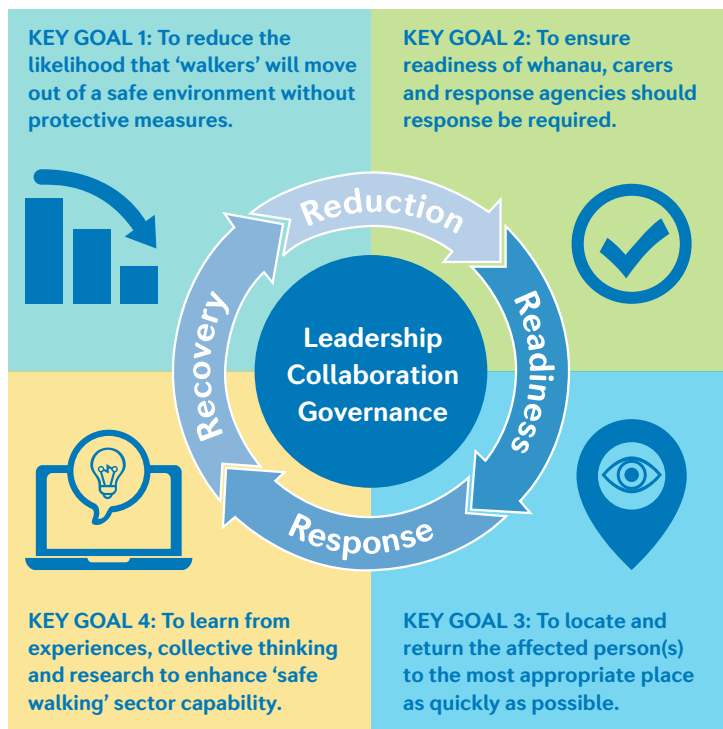 KEY GOAL 1: To reduce the
likelihood that ‘walkers’ will move
out of a safe environment without
protective measures.
KEY GOAL 2: To ensure
readiness of whanau, carers
and response agencies should
response be required.
Reduction
Readiness
Response
Recovery
Leadership
Collaboration
Governance
KEY GOAL 4: To learn from
experiences, collective thinking
and research to enhance ‘safe
walking’ sector capability.
KEY GOAL 3: To locate and
return the affected person(s)
to the most appropriate place
as quickly as possible.